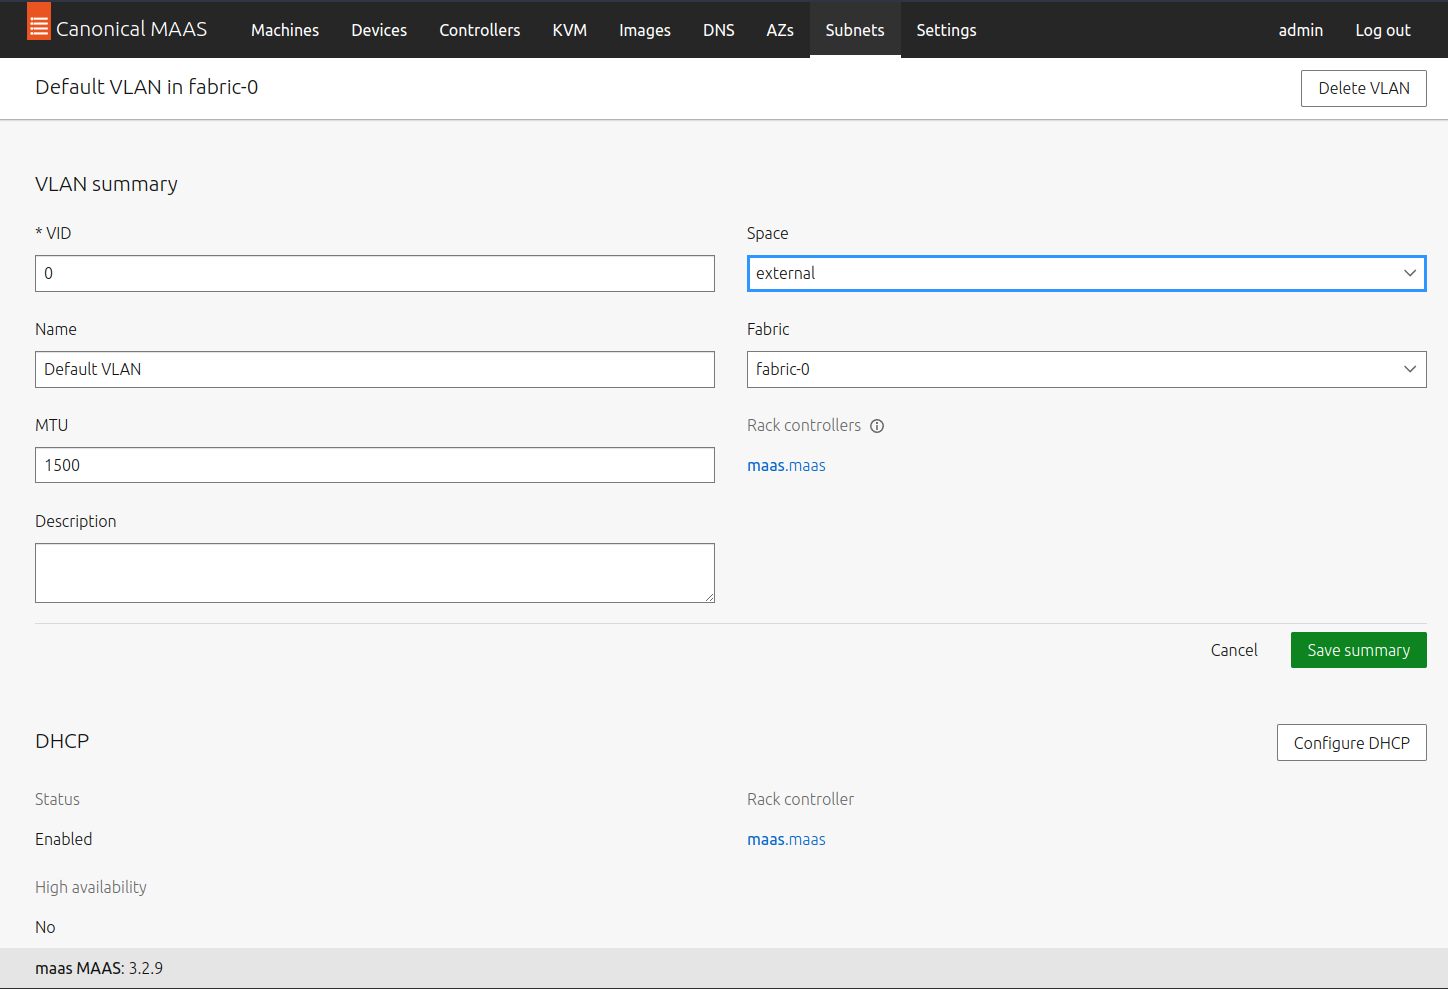 Canonical MAAS Machines Devices Controllers KVM Images DNS AZs Subnets Settings admin Log out
Default VLAN in fabric-0 Delete VLAN
VLAN summary
* VID Space
0 external
Name Fabric
Default VLAN fabric-0
MTU Rack controllers
1500 maas.maas
Description
Cancel Save summary
DHCP Configure DHCP
Status Rack controller
Enabled maas.maas
High availability
No
maas MAAS: 3.2.9